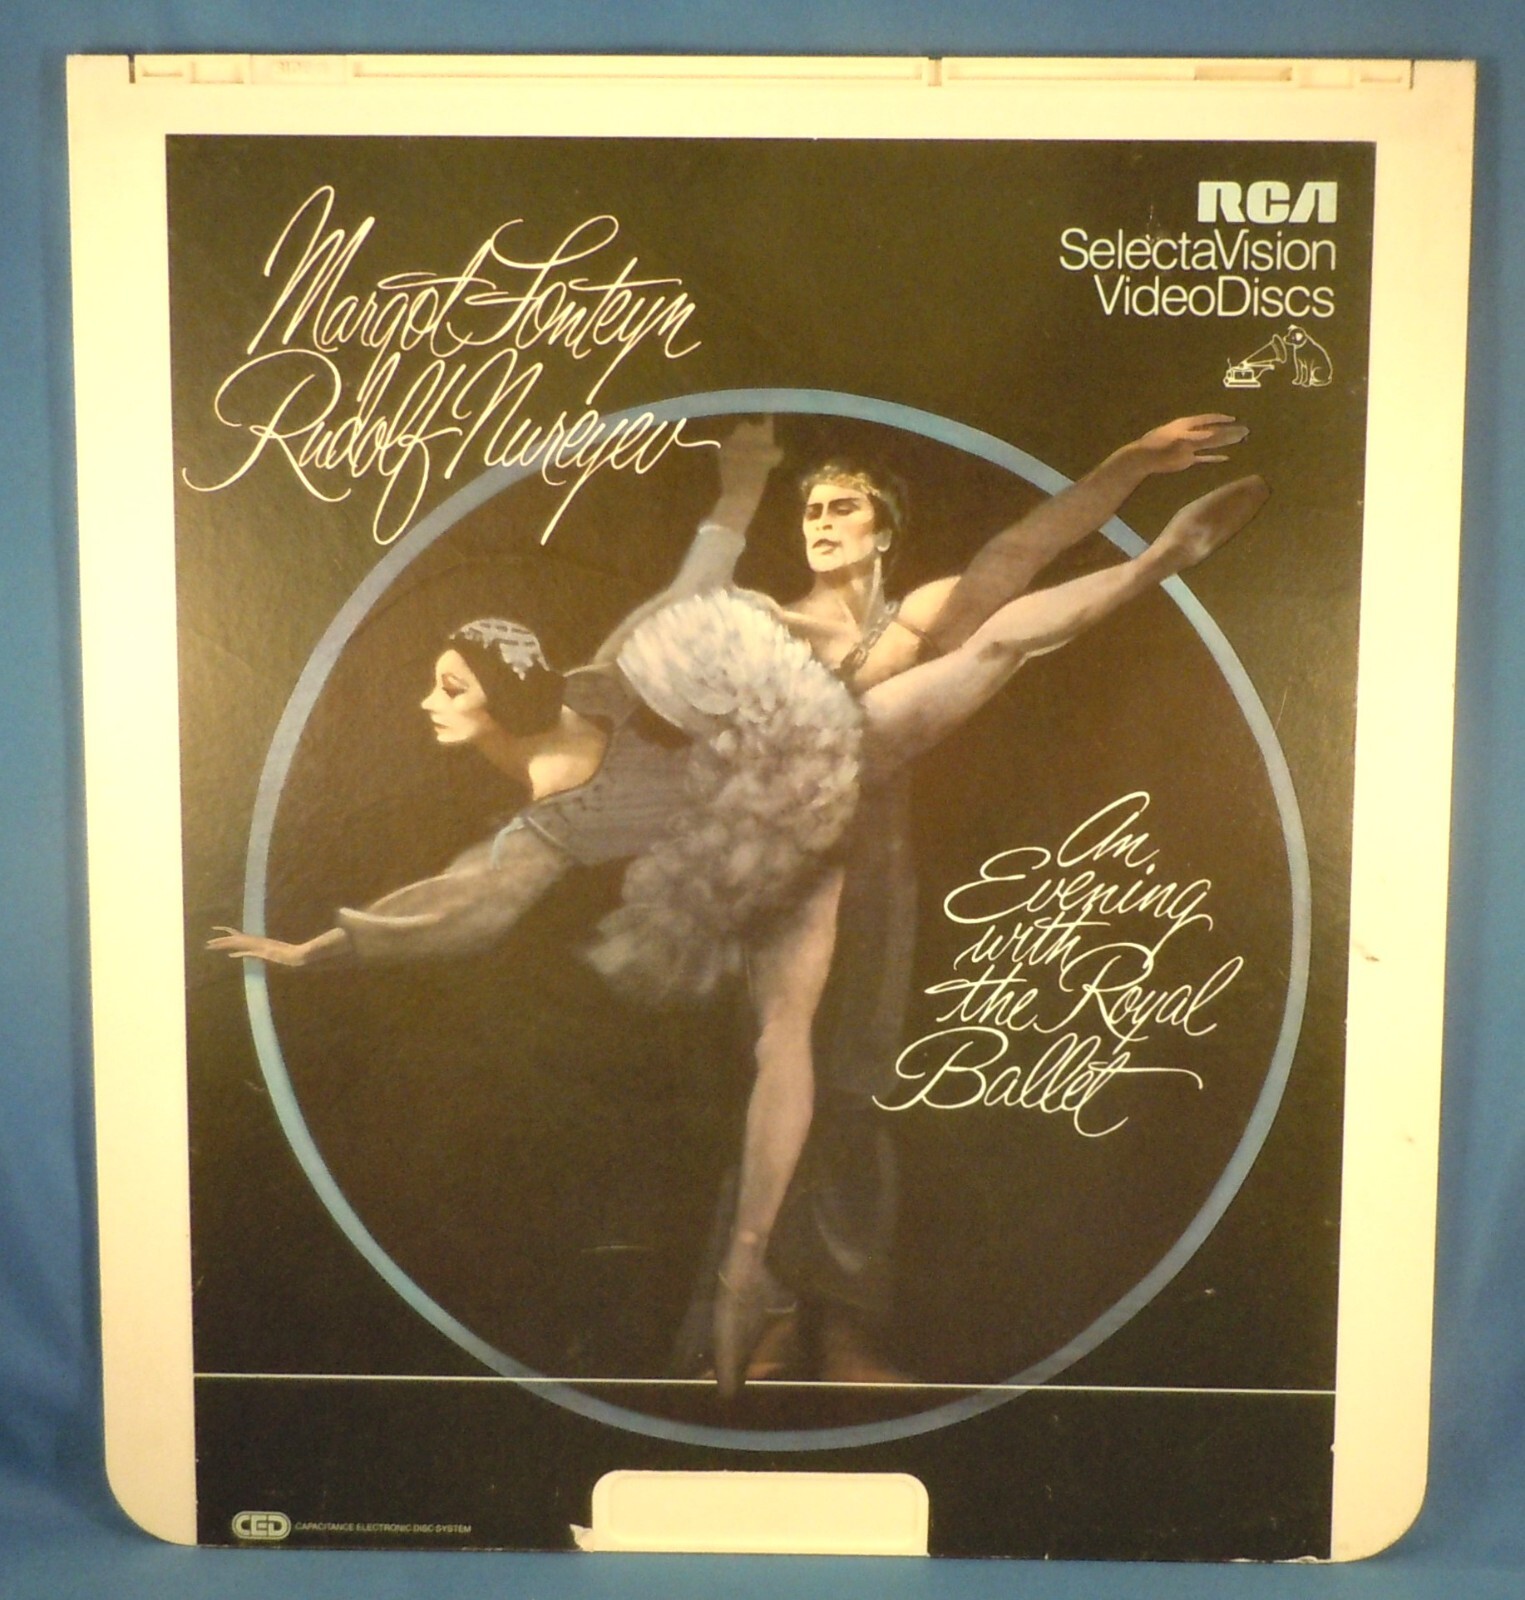 Margot Fonteyn
Rudolf Nureyev
RCA
SelectaVision
VideoDiscs
An
Evening
with
the Royal
Ballet
CED CAPACITANCE ELECTRONIC DISC SYSTEM